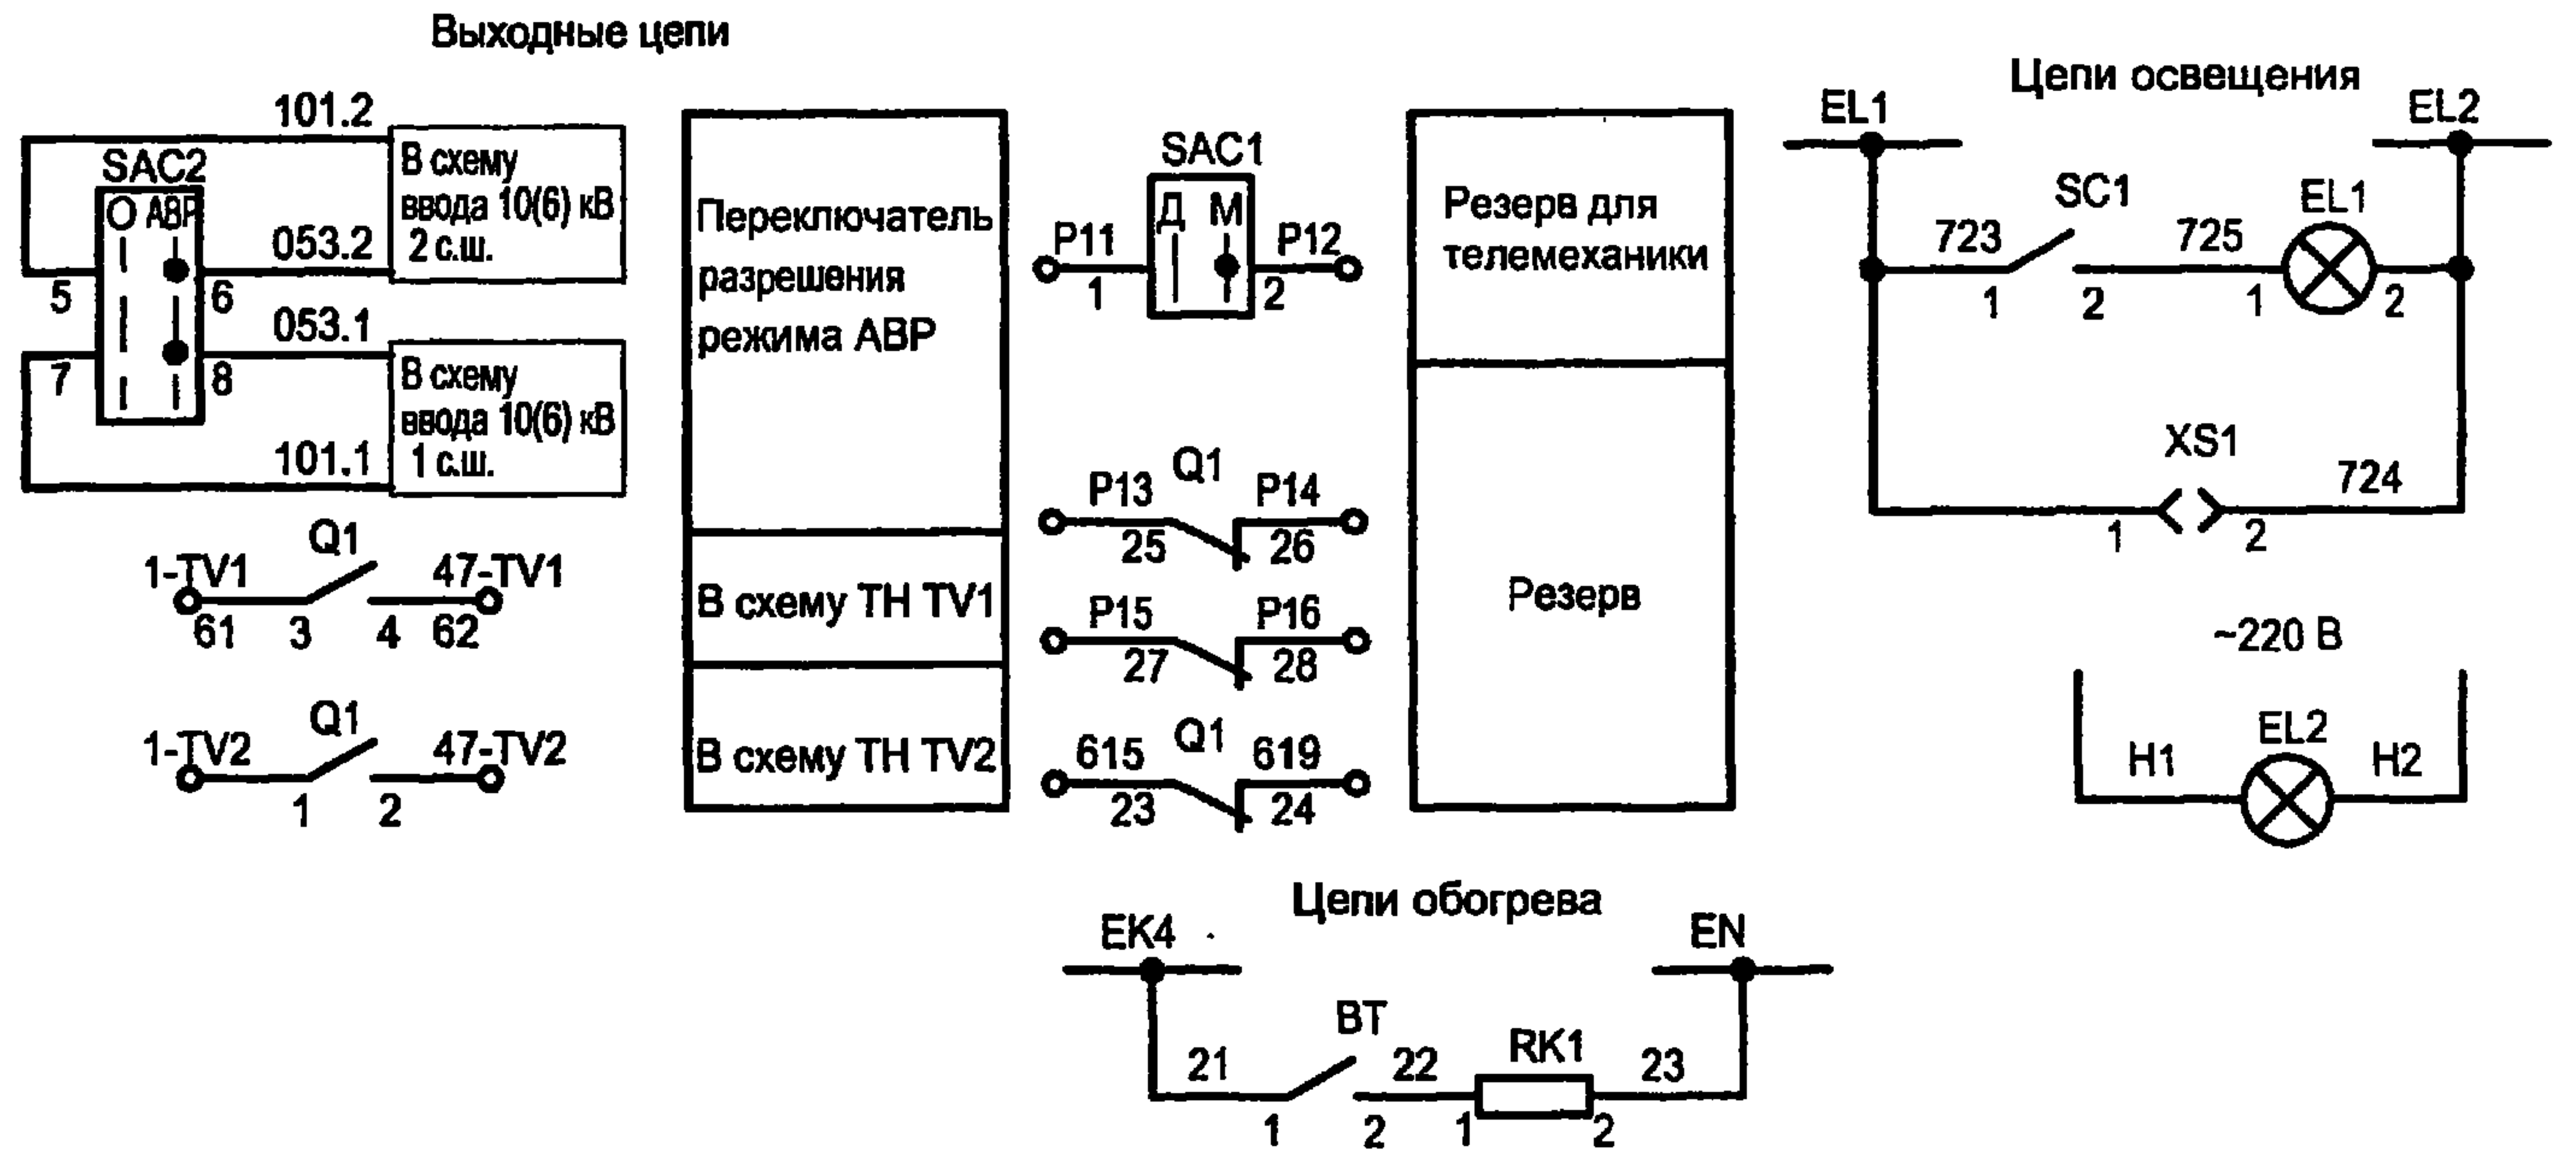 Выходные цепи
101.2
SAC2
О АВР
053.2
5
6
053.1
7
8
101.1
В схему
ввода 10(6) кВ
2 с.ш.
В схему
ввода 10(6) кВ
1 с.ш.
Q1
1-TV1
47-TV1
61
3
4
62
Q1
1-TV2
47-TV2
1
2
Переключатель
разрешения
режима АВР
В схему ТН TV1
В схему ТН TV2
SAC1
Д М
P11
P12
1
2
Q1
P13
P14
25
26
P15
P16
27
28
Q1
615
619
23
24
Резерв для
телемеханики
Резерв
Цепи освещения
EL1
EL2
SC1
EL1
723
725
1
2
1
2
XS1
724
1
2
~220 В
EL2
H1
H2
Цепи обогрева
EK4
EN
BT
RK1
21
22
23
1
2
1
2